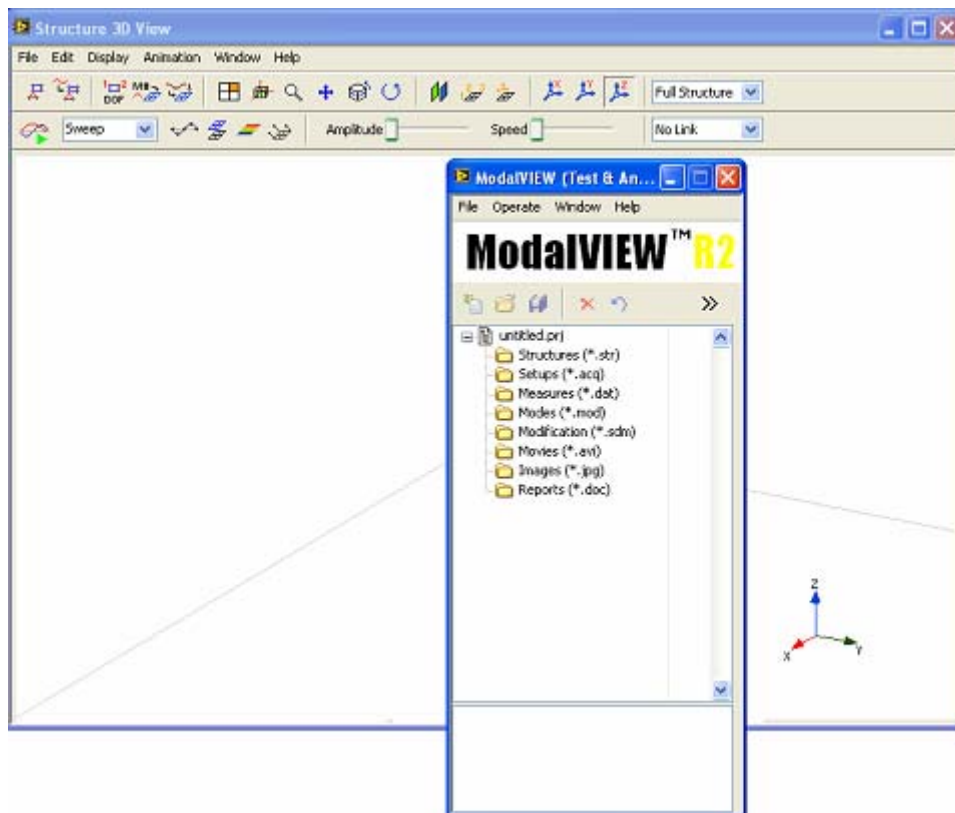 Structure 3D View
File Edit Display Animation Window Help
1 2
DOF
Full Structure
Sweep
Amplitude
Speed
No Link
ModalVIEW (Test & An...
File Operate Window Help
ModalVIEW™R2
untitled.prj
Structures (*.str)
Setups (*.acq)
Measures (*.dat)
Modes (*.mod)
Modification (*.sdm)
Movies (*.avi)
Images (*.jpg)
Reports (*.doc)
Z
X
Y